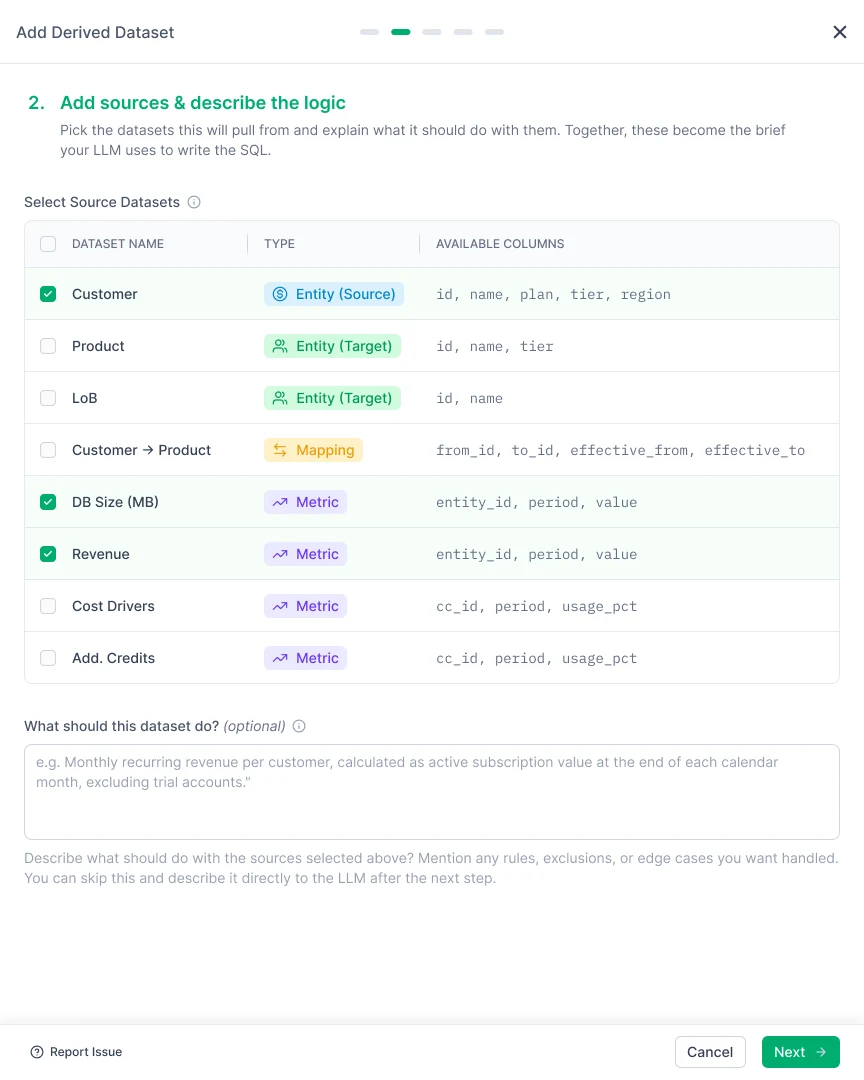 Add Derived Dataset
2. Add sources & describe the logic
Pick the datasets this will pull from and explain what it should do with them. Together, these become the brief
your LLM uses to write the SQL.
Select Source Datasets
DATASET NAME TYPE AVAILABLE COLUMNS
Customer Entity (Source) id, name, plan, tier, region
Product Entity (Target) id, name, tier
LoB Entity (Target) id, name
Customer → Product Mapping from_id, to_id, effective_from, effective_to
DB Size (MB) Metric entity_id, period, value
Revenue Metric entity_id, period, value
Cost Drivers Metric cc_id, period, usage_pct
Add. Credits Metric cc_id, period, usage_pct
What should this dataset do? (optional)
e.g. Monthly recurring revenue per customer, calculated as active subscription value at the end of each calendar
month, excluding trial accounts."
Describe what should do with the sources selected above? Mention any rules, exclusions, or edge cases you want handled.
You can skip this and describe it directly to the LLM after the next step.
Report Issue Cancel Next →